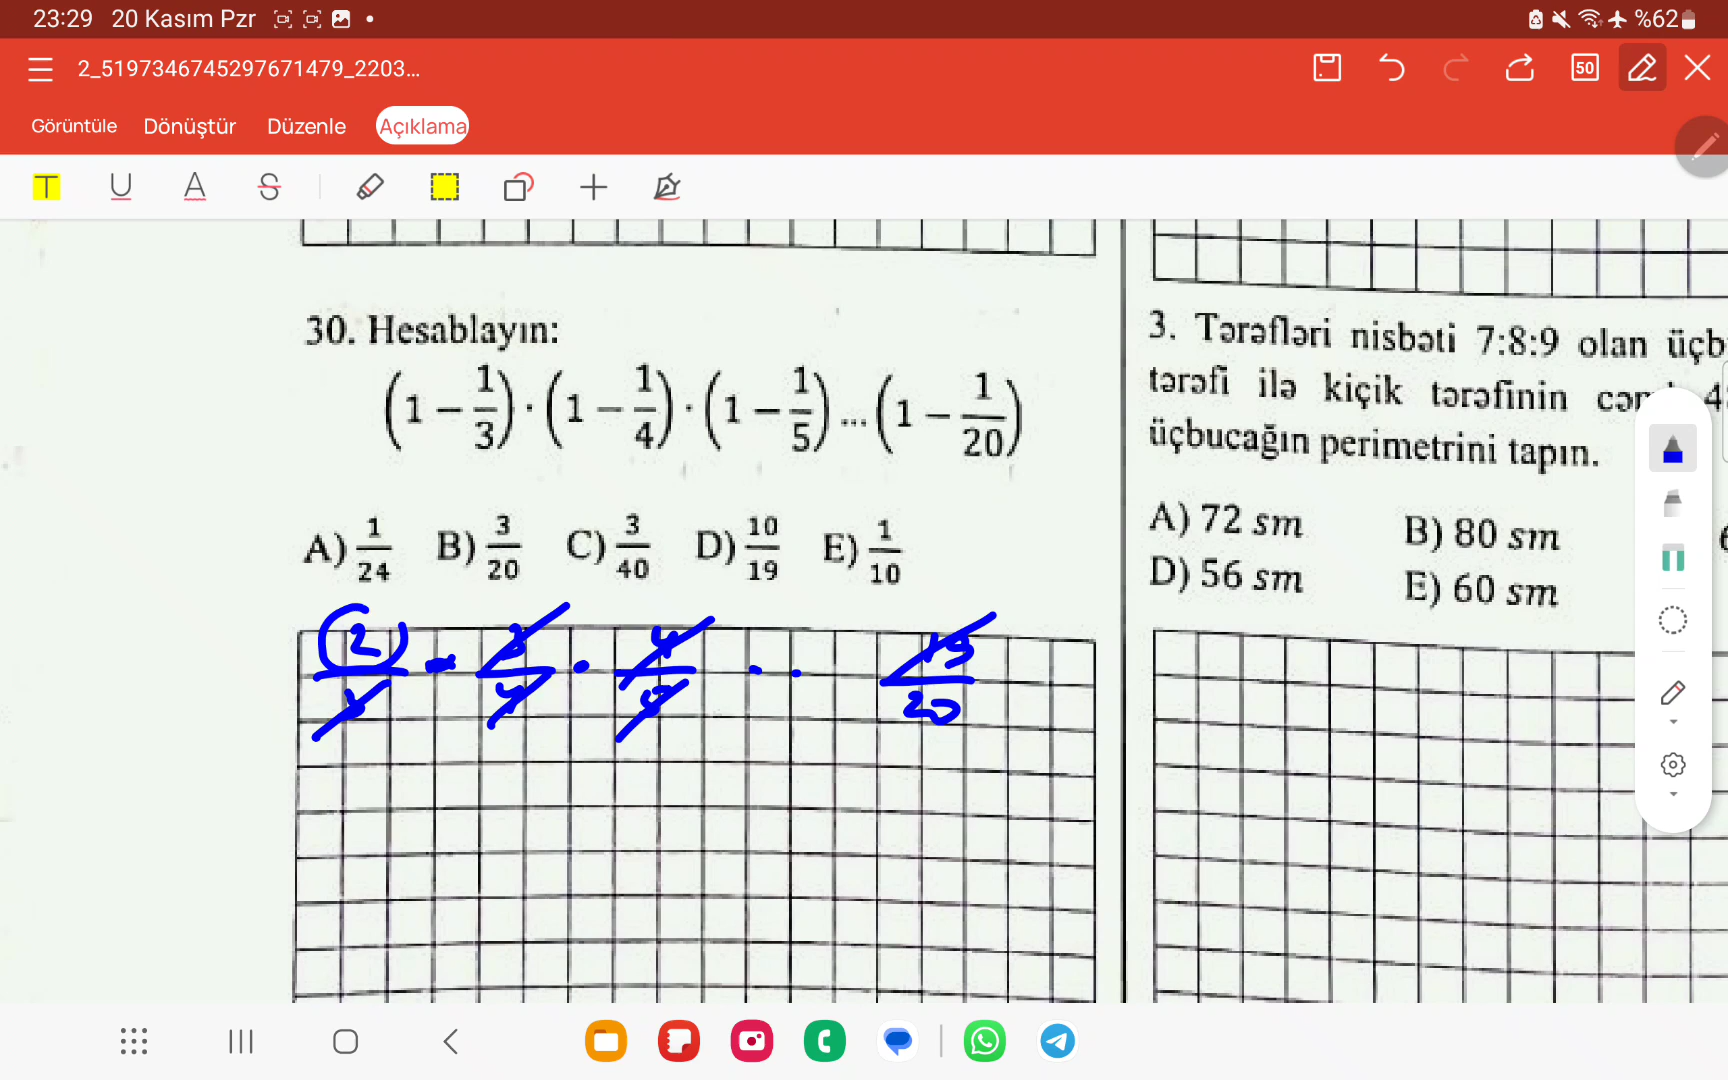 23:29 20 Kasım Pzr %62
2_5197346745297671479_2203...
50
Görüntüle Dönüştür Düzenle Açıklama
T U A S
30. Hesablayın:
(1 − 1/3) · (1 − 1/4) · (1 − 1/5) ... (1 − 1/20)
A) 1/24 B) 3/20 C) 3/40 D) 10/19 E) 1/10
2/3 · 3/4 · 4/5 ... 19/20
3. Tərəfləri nisbəti 7:8:9 olan üçb
tərəfi ilə kiçik tərəfinin cəm 4
üçbucağın perimetrini tapın.
A) 72 sm B) 80 sm
D) 56 sm E) 60 sm